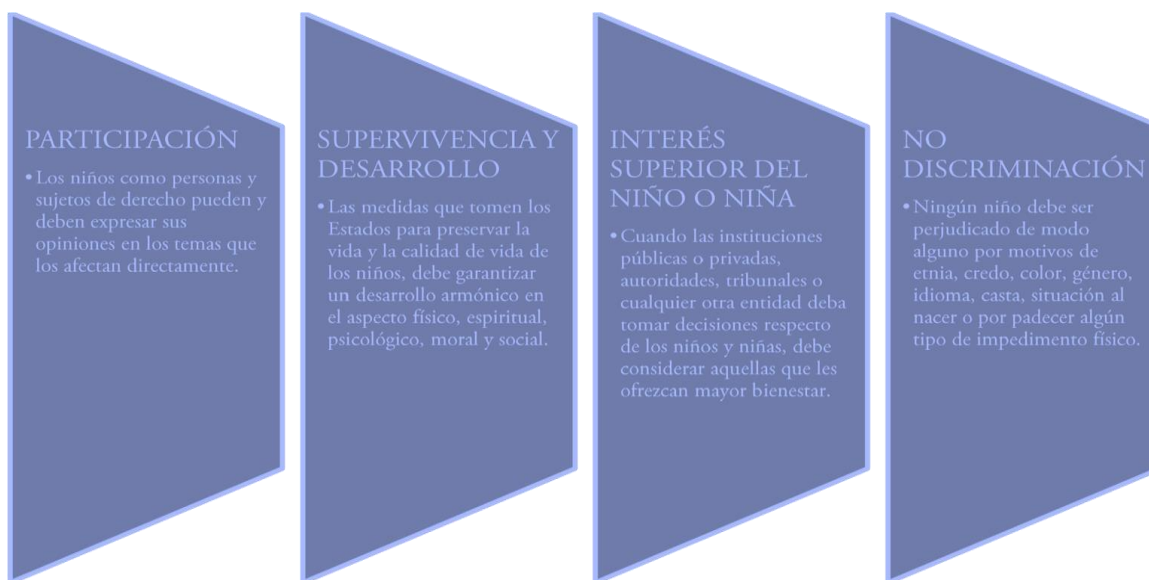 PARTICIPACIÓN
• Los niños como personas y
sujetos de derecho pueden y
deben expresar sus
opiniones en los temas que
los afectan directamente.
SUPERVIVENCIA Y
DESARROLLO
• Las medidas que tomen los
Estados para preservar la
vida y la calidad de vida de
los niños, debe garantizar
un desarrollo armónico en
el aspecto físico, espiritual,
psicológico, moral y social.
INTERÉS
SUPERIOR DEL
NIÑO O NIÑA
• Cuando las instituciones
públicas o privadas,
autoridades, tribunales o
cualquier otra entidad deba
tomar decisiones respecto
de los niños y niñas, debe
considerar aquellas que les
ofrezcan mayor bienestar.
NO
DISCRIMINACIÓN
• Ningún niño debe ser
perjudicado de modo
alguno por motivos de
etnia, credo, color, género,
idioma, casta, situación al
nacer o por padecer algún
tipo de impedimento físico.